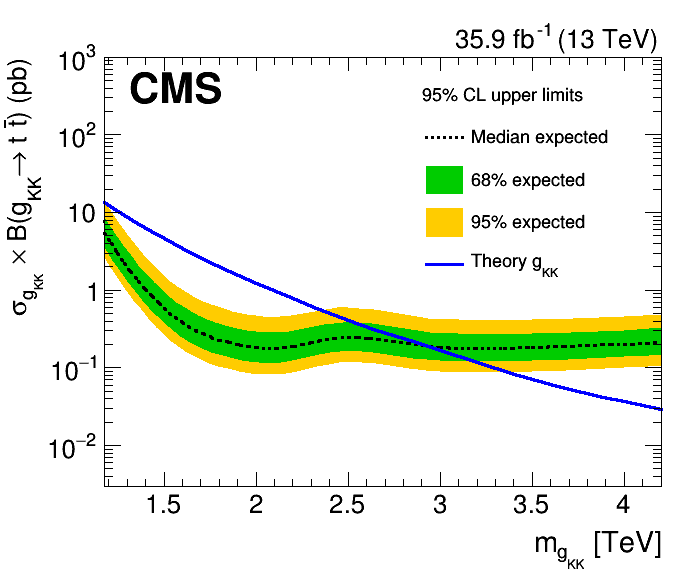 35.9 fb⁻¹ (13 TeV)
CMS
95% CL upper limits
Median expected
68% expected
95% expected
Theory g_KK
σ_g_KK × B(g_KK → t t̄) (pb)
10³
10²
10
1
10⁻¹
10⁻²
1.5 2 2.5 3 3.5 4
m_g_KK [TeV]